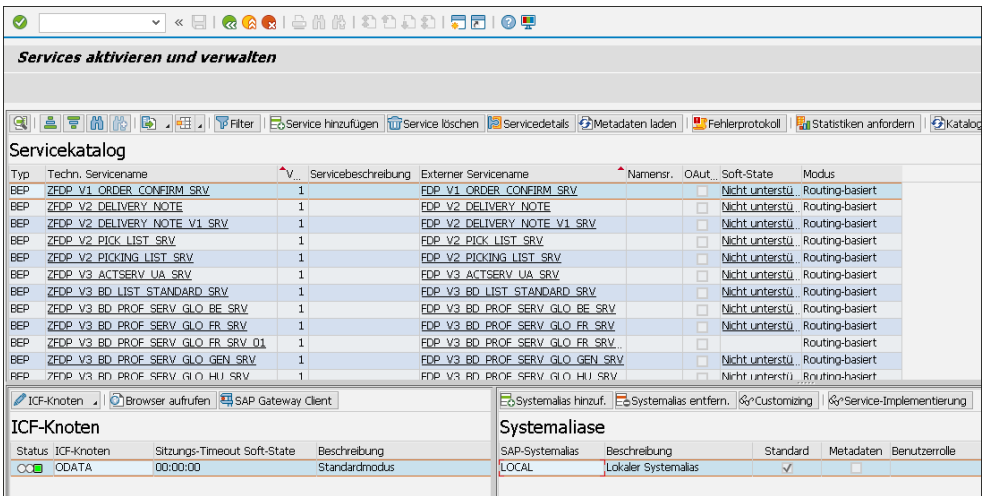 Services aktivieren und verwalten
Filter Service hinzufügen Service löschen Servicedetails Metadaten laden Fehlerprotokoll Statistiken anfordern Katalog
Servicekatalog
Typ Techn. Servicename V... Servicebeschreibung Externer Servicename Namensr. OAut... Soft-State Modus
BEP ZFDP_V1_ORDER_CONFIRM_SRV 1 FDP_V1_ORDER_CONFIRM_SRV Nicht unterstü... Routing-basiert
BEP ZFDP_V2_DELIVERY_NOTE 1 FDP_V2_DELIVERY_NOTE Nicht unterstü... Routing-basiert
BEP ZFDP_V2_DELIVERY_NOTE_V1_SRV 1 FDP_V2_DELIVERY_NOTE_V1_SRV Nicht unterstü... Routing-basiert
BEP ZFDP_V2_PICK_LIST_SRV 1 FDP_V2_PICK_LIST_SRV Nicht unterstü... Routing-basiert
BEP ZFDP_V2_PICKING_LIST_SRV 1 FDP_V2_PICKING_LIST_SRV Nicht unterstü... Routing-basiert
BEP ZFDP_V3_ACTSERV_UA_SRV 1 FDP_V3_ACTSERV_UA_SRV Nicht unterstü... Routing-basiert
BEP ZFDP_V3_BD_LIST_STANDARD_SRV 1 FDP_V3_BD_LIST_STANDARD_SRV Nicht unterstü... Routing-basiert
BEP ZFDP_V3_BD_PROF_SERV_GLO_BE_SRV 1 FDP_V3_BD_PROF_SERV_GLO_BE_SRV Nicht unterstü... Routing-basiert
BEP ZFDP_V3_BD_PROF_SERV_GLO_FR_SRV 1 FDP_V3_BD_PROF_SERV_GLO_FR_SRV Nicht unterstü... Routing-basiert
BEP ZFDP_V3_BD_PROF_SERV_GLO_FR_SRV_01 1 FDP_V3_BD_PROF_SERV_GLO_FR_SRV... Routing-basiert
BEP ZFDP_V3_BD_PROF_SERV_GLO_GEN_SRV 1 FDP_V3_BD_PROF_SERV_GLO_GEN_SRV Nicht unterstü... Routing-basiert
BEP ZFDP_V3_BD_PROF_SERV_GLO_HU_SRV 1 FDP_V3_BD_PROF_SERV_GLO_HU_SRV Nicht unterstü... Routing-basiert
ICF-Knoten Browser aufrufen SAP Gateway Client
ICF-Knoten
Status ICF-Knoten Sitzungs-Timeout Soft-State Beschreibung
ODATA 00:00:00 Standardmodus
Systemalias hinzuf. Systemalias entfern. Customizing Service-Implementierung
Systemaliase
SAP-Systemalias Beschreibung Standard Metadaten Benutzerrolle
LOCAL Lokaler Systemalias